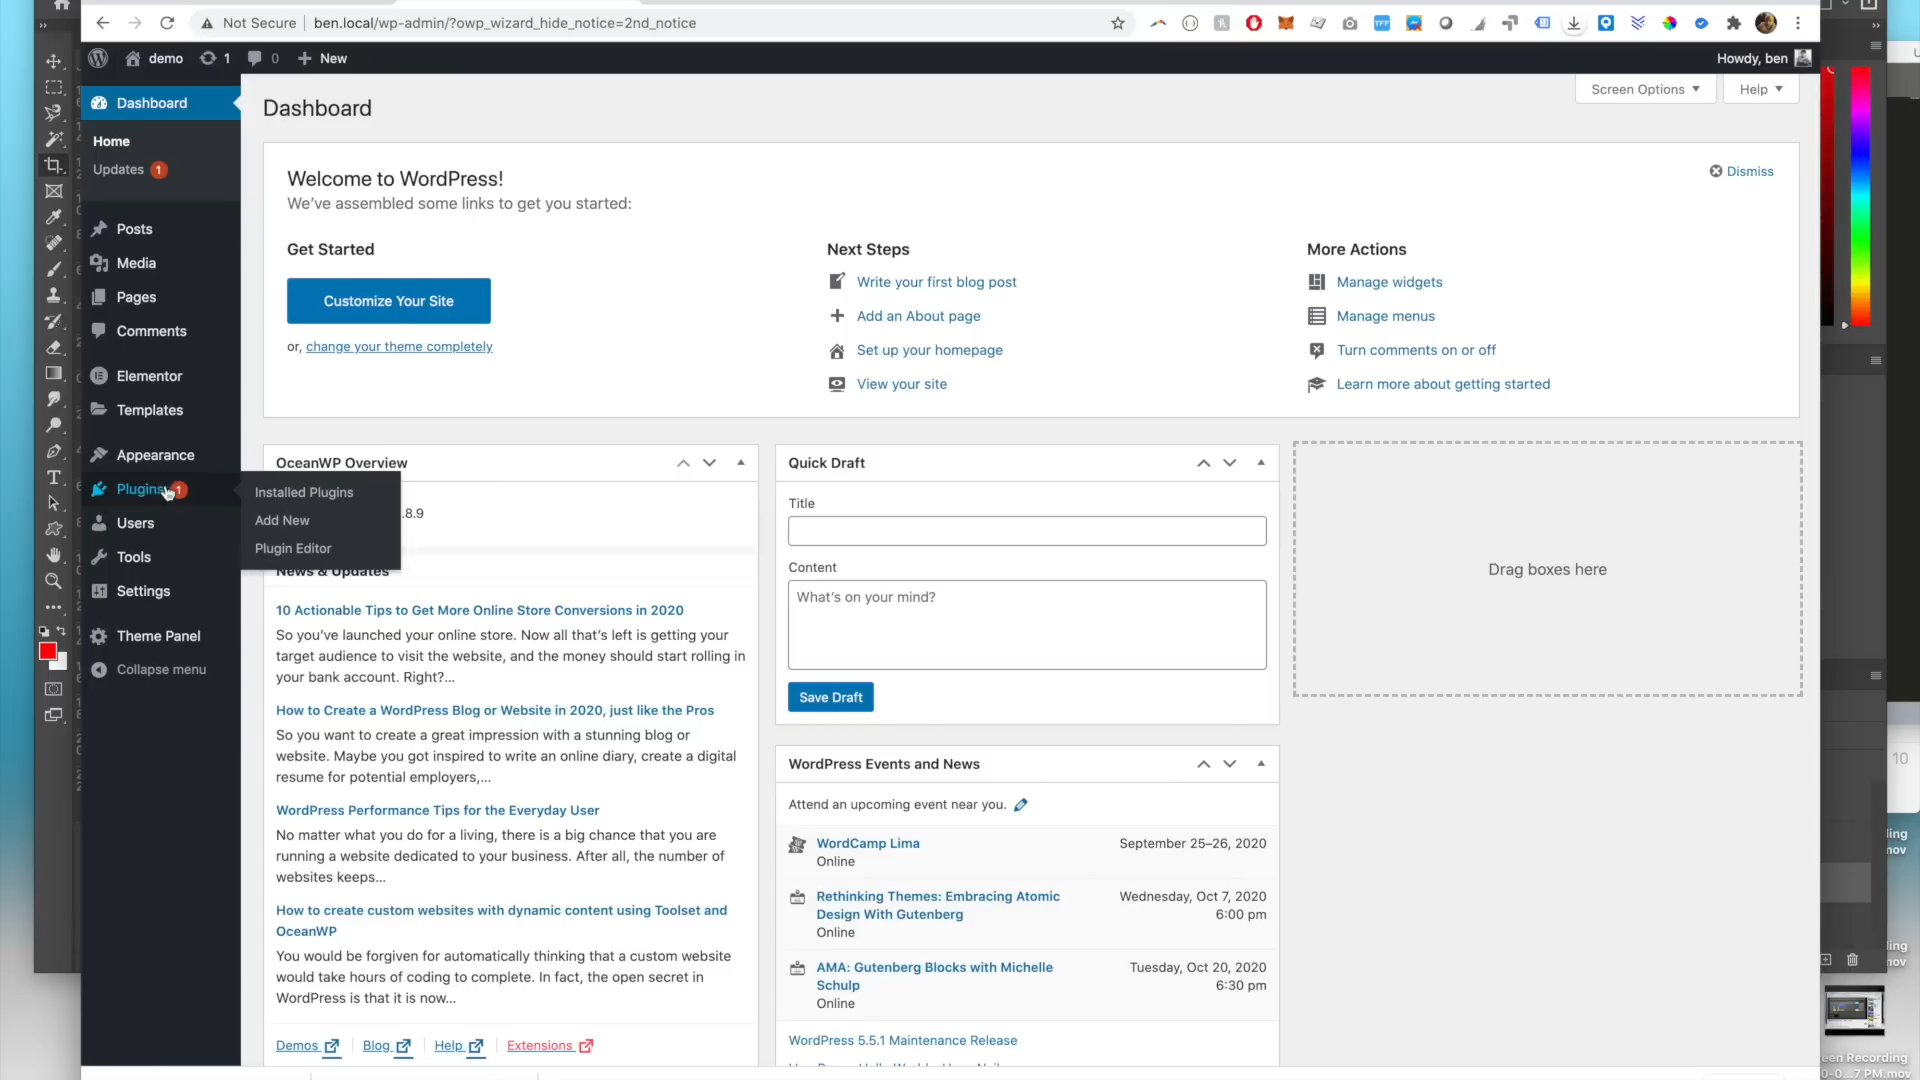 Not Secure
ben.local/wp-admin/?owp_wizard_hide_notice=2nd_notice
demo
1
0
New
Howdy, ben
Dashboard
Home
Updates 1
Posts
Media
Pages
Comments
Elementor
Templates
Appearance
Plugins 1
Users
Tools
Settings
Theme Panel
Collapse menu
Installed Plugins
Add New
Plugin Editor
Dashboard
Screen Options
Help
Welcome to WordPress!
We've assembled some links to get you started:
Dismiss
Get Started
Customize Your Site
or, change your theme completely
Next Steps
Write your first blog post
Add an About page
Set up your homepage
View your site
More Actions
Manage widgets
Manage menus
Turn comments on or off
Learn more about getting started
OceanWP Overview
.8.9
News & Updates
10 Actionable Tips to Get More Online Store Conversions in 2020
So you've launched your online store. Now all that's left is getting your
target audience to visit the website, and the money should start rolling in
your bank account. Right?...
How to Create a WordPress Blog or Website in 2020, just like the Pros
So you want to create a great impression with a stunning blog or
website. Maybe you got inspired to write an online diary, create a digital
resume for potential employers,...
WordPress Performance Tips for the Everyday User
No matter what you do for a living, there is a big chance that you are
running a website dedicated to your business. After all, the number of
websites keeps...
How to create custom websites with dynamic content using Toolset and
OceanWP
You would be forgiven for automatically thinking that a custom website
would take hours of coding to complete. In fact, the open secret in
WordPress is that it is now...
Demos
Blog
Help
Extensions
Quick Draft
Title
Content
What's on your mind?
Save Draft
WordPress Events and News
Attend an upcoming event near you.
WordCamp Lima
September 25–26, 2020
Online
Rethinking Themes: Embracing Atomic
Wednesday, Oct 7, 2020
Design With Gutenberg
6:00 pm
Online
AMA: Gutenberg Blocks with Michelle
Tuesday, Oct 20, 2020
Schulp
6:30 pm
Online
WordPress 5.5.1 Maintenance Release
Drag boxes here
10
ing
nov
ing
nov
een Recording
0-0...7 PM.mov